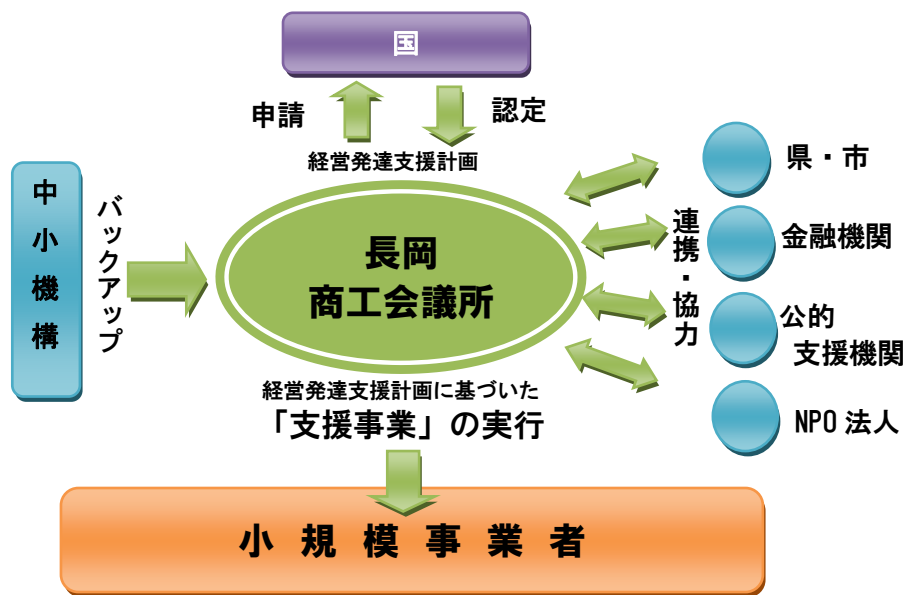 国
申請
認定
経営発達支援計画
中小機構
バックアップ
長岡
商工会議所
連携・協力
県・市
金融機関
公的
支援機関
NPO法人
経営発達支援計画に基づいた
「支援事業」の実行
小規模事業者